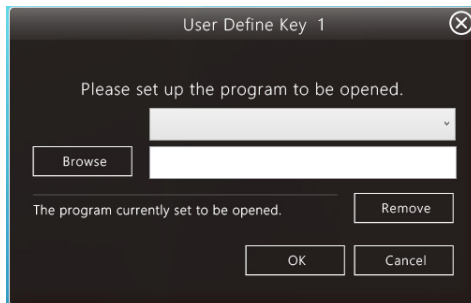 User Define Key 1
Please set up the program to be opened.
Browse
The program currently set to be opened.
Remove
OK
Cancel